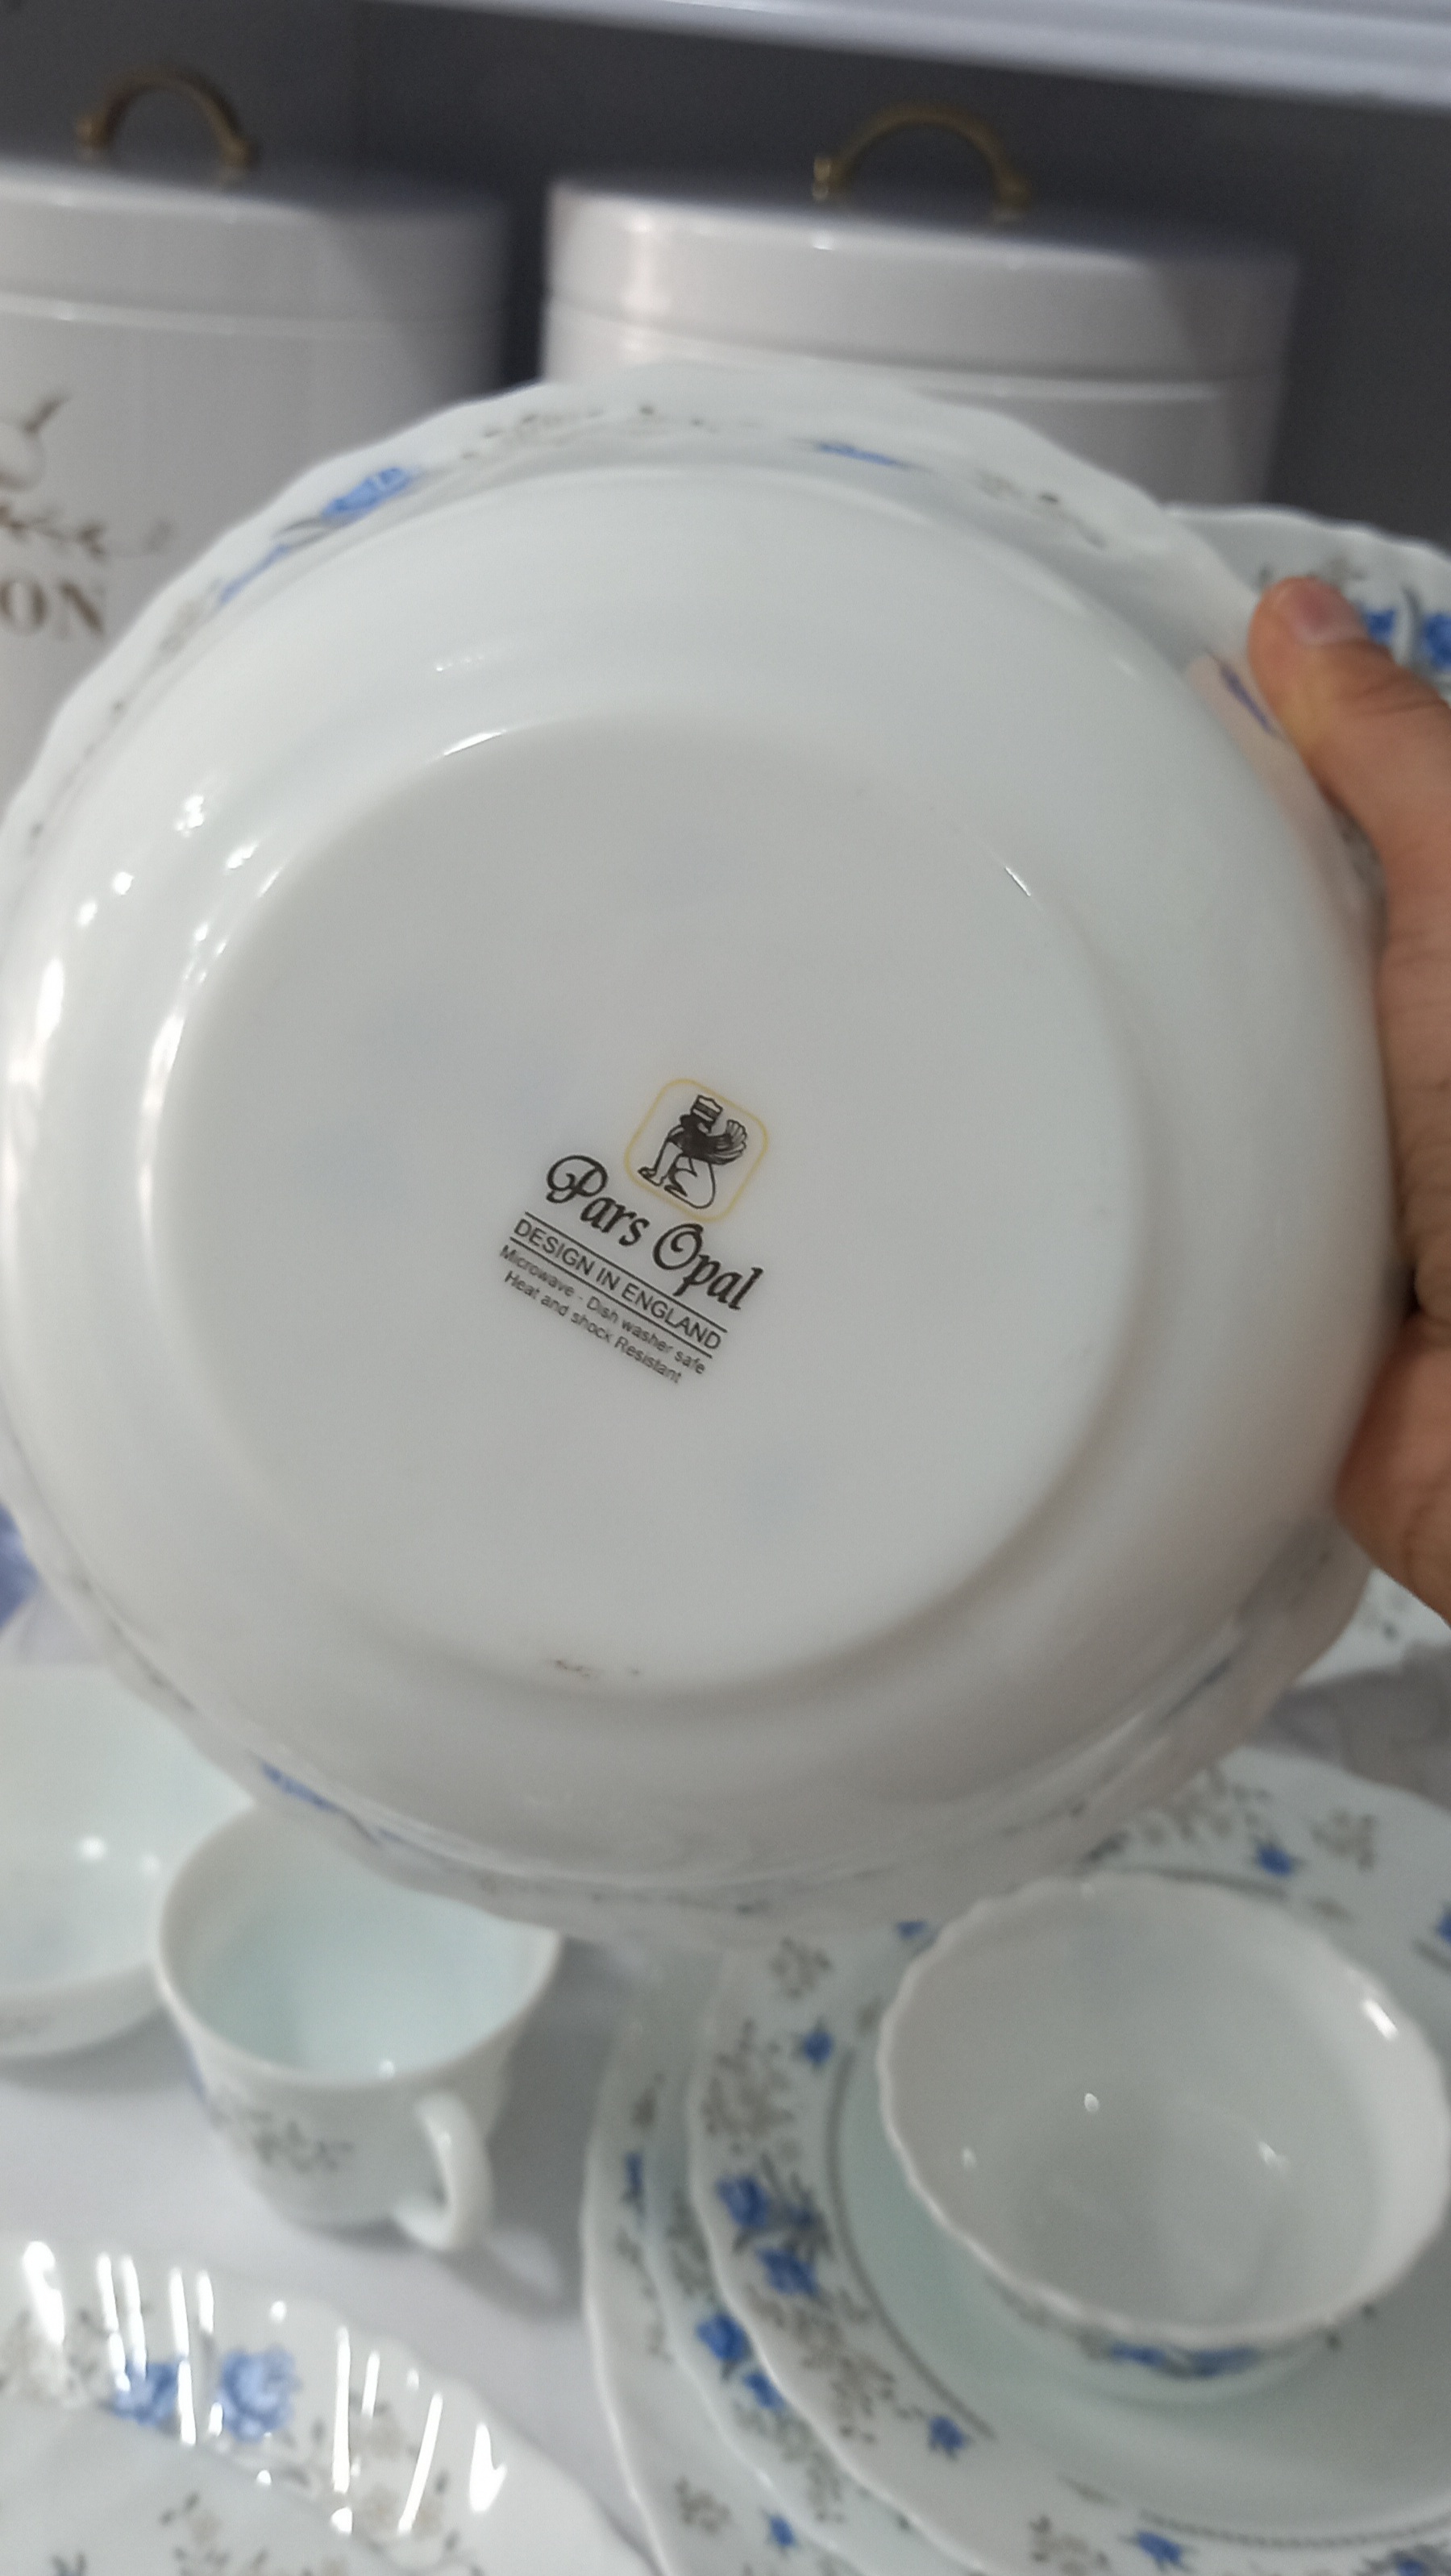 ON
Pars Opal
DESIGN IN ENGLAND
Microwave - Dish washer safe
Heat and shock Resistant